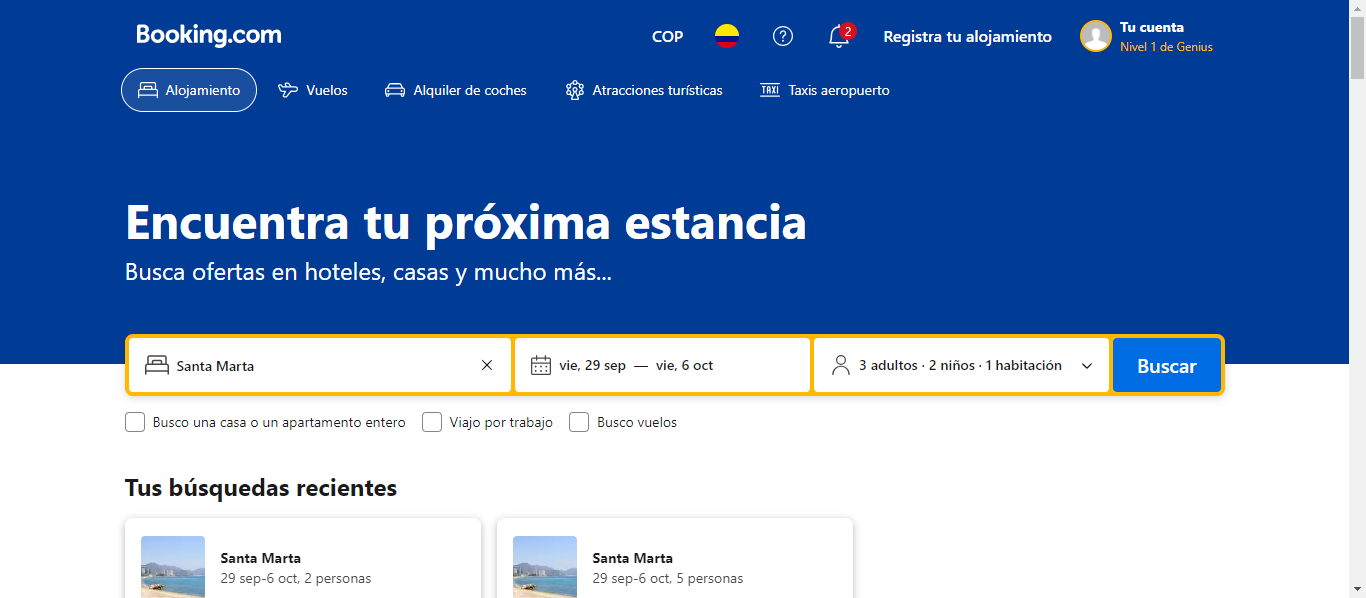 Booking.com
COP
2
Registra tu alojamiento
Tu cuenta
Nivel 1 de Genius
Alojamiento
Vuelos
Alquiler de coches
Atracciones turísticas
TAXI
Taxis aeropuerto
Encuentra tu próxima estancia
Busca ofertas en hoteles, casas y mucho más...
Santa Marta
vie, 29 sep — vie, 6 oct
3 adultos · 2 niños · 1 habitación
Buscar
Busco una casa o un apartamento entero
Viajo por trabajo
Busco vuelos
Tus búsquedas recientes
Santa Marta
29 sep-6 oct, 2 personas
Santa Marta
29 sep-6 oct, 5 personas